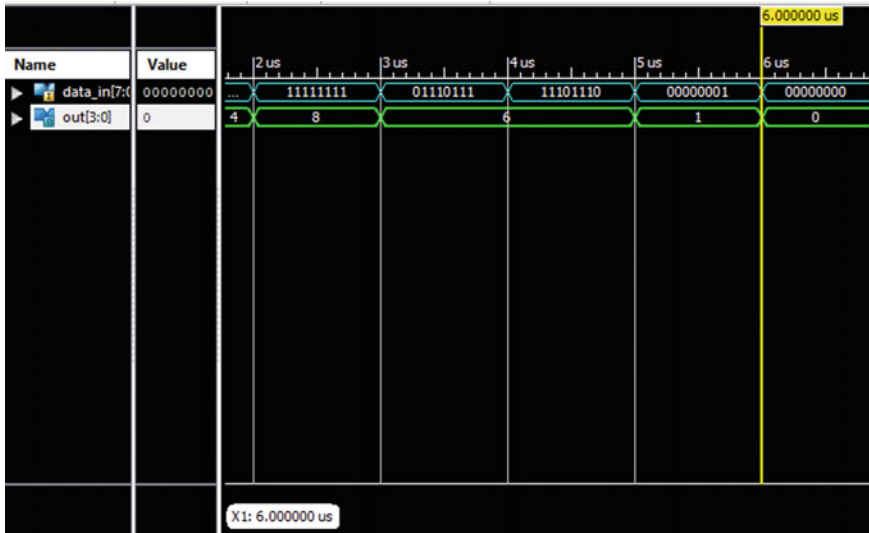 6.000000 us
Name Value 2 us 3 us 4 us 5 us 6 us
data_in[7:0 00000000 ... 11111111 01110111 11101110 00000001 00000000
out[3:0] 0 4 8 6 1 0
X1: 6.000000 us